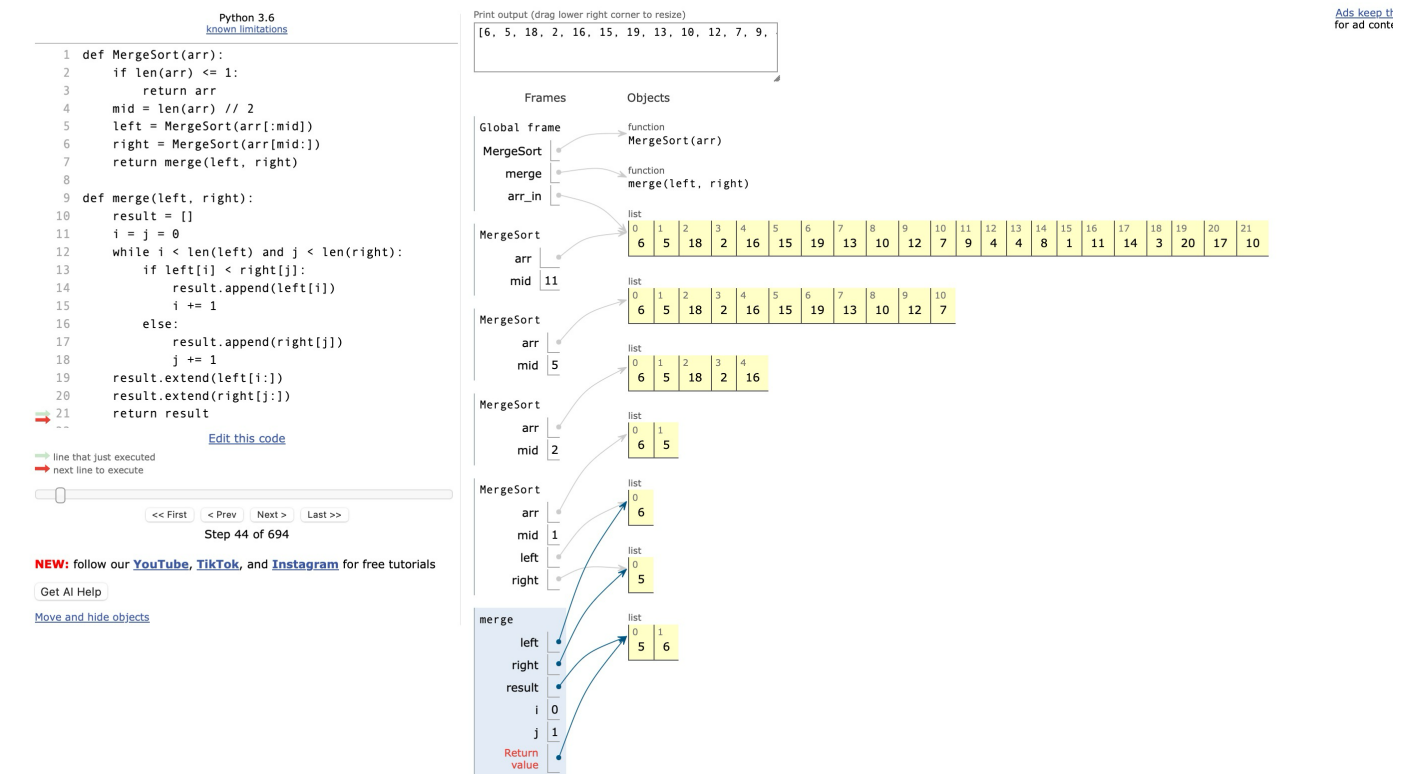 Python 3.6
known limitations
1 def MergeSort(arr):
2 if len(arr) <= 1:
3 return arr
4 mid = len(arr) // 2
5 left = MergeSort(arr[:mid])
6 right = MergeSort(arr[mid:])
7 return merge(left, right)
8
9 def merge(left, right):
10 result = []
11 i = j = 0
12 while i < len(left) and j < len(right):
13 if left[i] < right[j]:
14 result.append(left[i])
15 i += 1
16 else:
17 result.append(right[j])
18 j += 1
19 result.extend(left[i:])
20 result.extend(right[j:])
21 return result
Edit this code
line that just executed
next line to execute
<< First < Prev Next > Last >>
Step 44 of 694
NEW: follow our YouTube, TikTok, and Instagram for free tutorials
Get AI Help
Move and hide objects
Print output (drag lower right corner to resize)
[6, 5, 18, 2, 16, 15, 19, 13, 10, 12, 7, 9,
Frames Objects
Global frame
MergeSort
merge
arr_in
function
MergeSort(arr)
function
merge(left, right)
list
0 1 2 3 4 5 6 7 8 9 10 11 12 13 14 15 16 17 18 19 20 21
6 5 18 2 16 15 19 13 10 12 7 9 4 4 8 1 11 14 3 20 17 10
MergeSort
arr
mid 11
list
0 1 2 3 4 5 6 7 8 9 10
6 5 18 2 16 15 19 13 10 12 7
MergeSort
arr
mid 5
list
0 1 2 3 4
6 5 18 2 16
MergeSort
arr
mid 2
list
0 1
6 5
MergeSort
arr
mid 1
left
right
list
0
6
list
0
5
merge
left
right
result
i 0
j 1
Return
value
list
0 1
5 6
Ads keep th
for ad conte